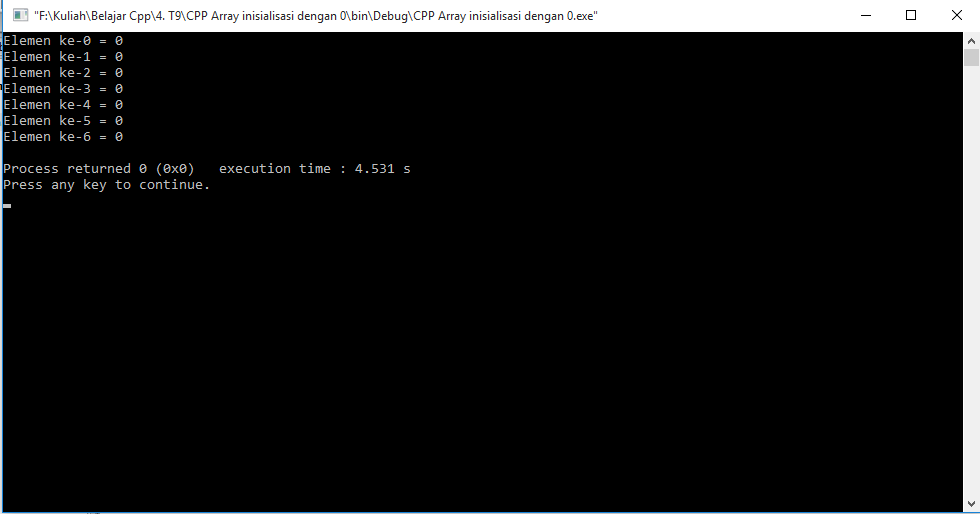 "F:\Kuliah\Belajar Cpp\4. T9\CPP Array inisialisasi dengan 0\bin\Debug\CPP Array inisialisasi dengan 0.exe"
Elemen ke-0 = 0
Elemen ke-1 = 0
Elemen ke-2 = 0
Elemen ke-3 = 0
Elemen ke-4 = 0
Elemen ke-5 = 0
Elemen ke-6 = 0
Process returned 0 (0x0)   execution time : 4.531 s
Press any key to continue.